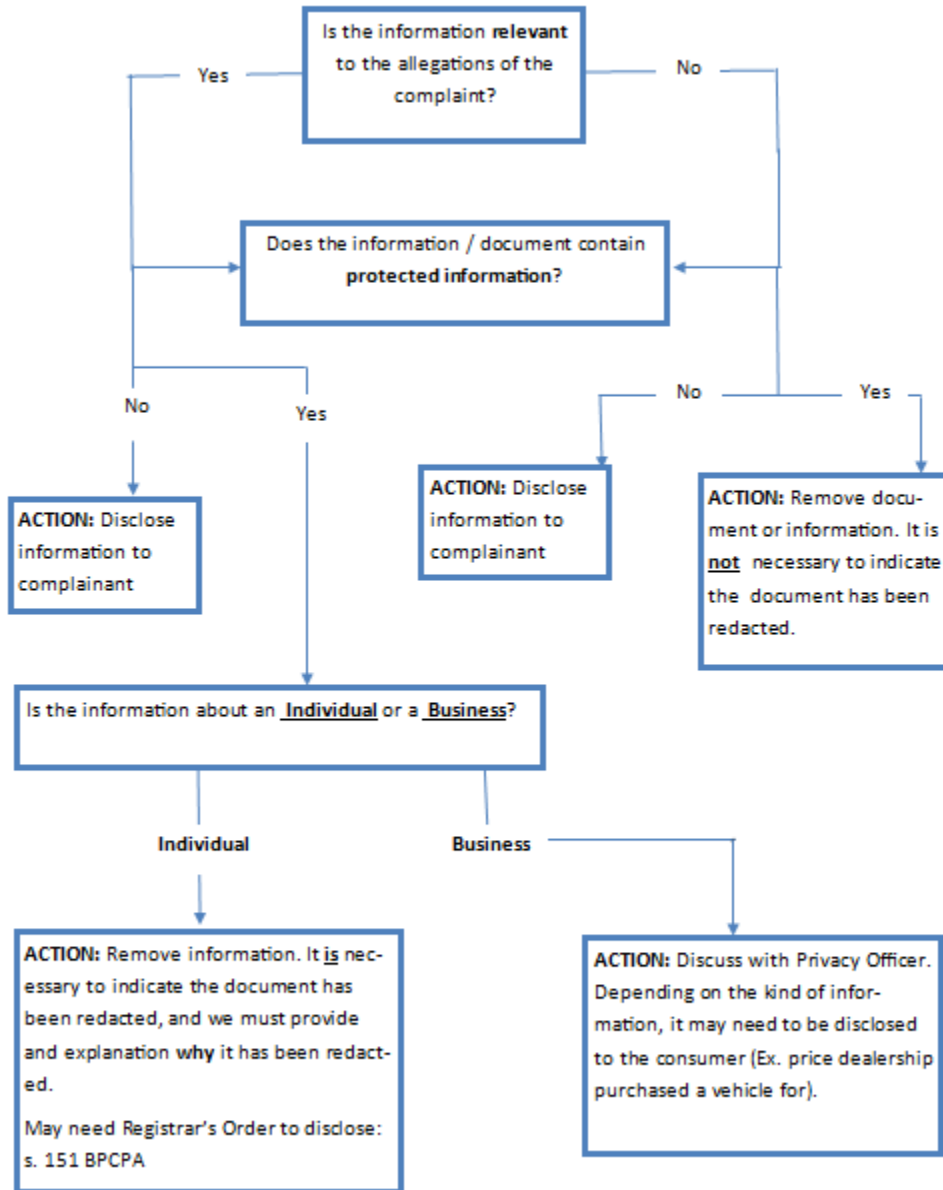 Is the information relevant
to the allegations of the
complaint?
Yes
No
Does the information / document contain
protected information?
No
Yes
No
Yes
ACTION: Disclose
information to
complainant
ACTION: Disclose
information to
complainant
ACTION: Remove docu-
ment or information. It is
not necessary to indicate
the document has been
redacted.
Is the information about an Individual or a Business?
Individual
Business
ACTION: Remove information. It is nec-
essary to indicate the document has
been redacted, and we must provide
and explanation why it has been redact-
ed.
May need Registrar's Order to disclose:
s. 151 BPCPA
ACTION: Discuss with Privacy Officer.
Depending on the kind of infor-
mation, it may need to be disclosed
to the consumer (Ex. price dealership
purchased a vehicle for).